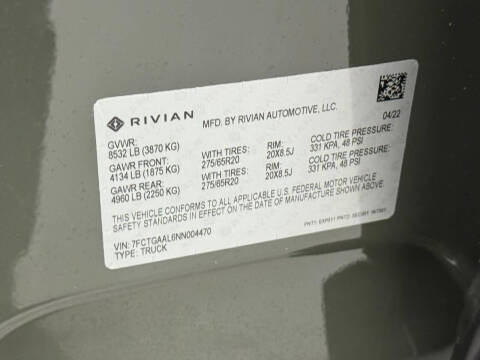 RIVIAN MFD. BY RIVIAN AUTOMOTIVE, LLC. 04/22
GVWR:
8532 LB (3870 KG)
GAWR FRONT: WITH TIRES: RIM: COLD TIRE PRESSURE:
4134 LB (1875 KG) 275/65R20 20X8.5J 331 KPA, 48 PSI
GAWR REAR: WITH TIRES: RIM: COLD TIRE PRESSURE:
4960 LB (2250 KG) 275/65R20 20X8.5J 331 KPA, 48 PSI
THIS VEHICLE CONFORMS TO ALL APPLICABLE U.S. FEDERAL MOTOR VEHICLE
SAFETY STANDARDS IN EFFECT ON THE DATE OF MANUFACTURE SHOWN ABOVE.
VIN: 7FCTGAAL6NN004470
TYPE: TRUCK